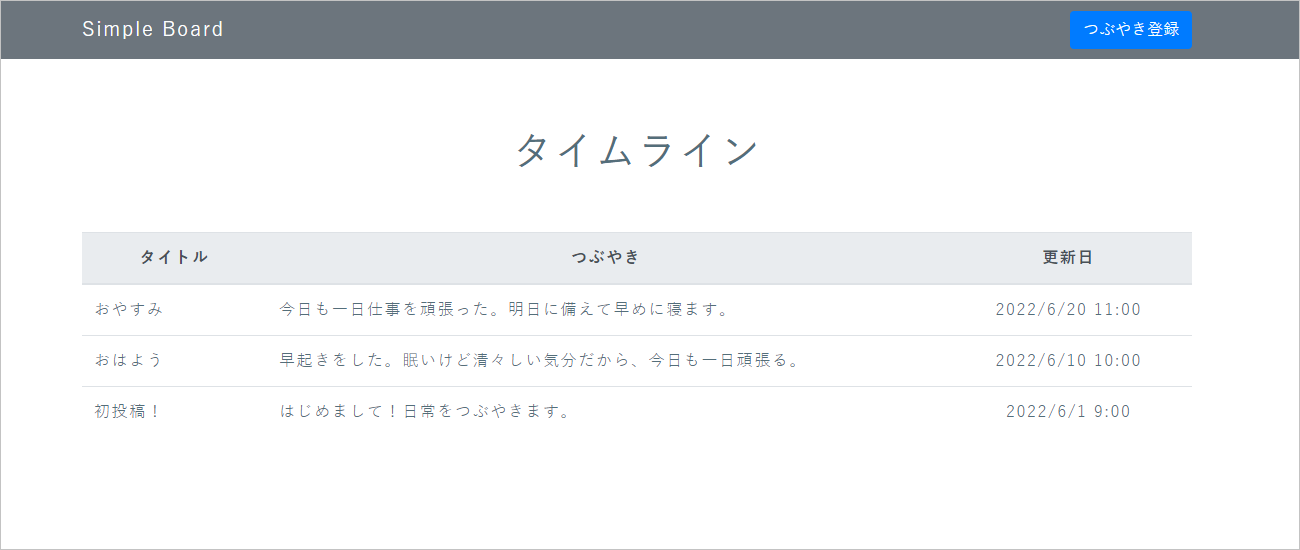 Simple Board つぶやき登録
タイムライン
タイトル つぶやき 更新日
おやすみ 今日も一日仕事を頑張った。明日に備えて早めに寝ます。 2022/6/20 11:00
おはよう 早起きをした。眠いけど清々しい気分だから、今日も一日頑張る。 2022/6/10 10:00
初投稿！ はじめまして！日常をつぶやきます。 2022/6/1 9:00